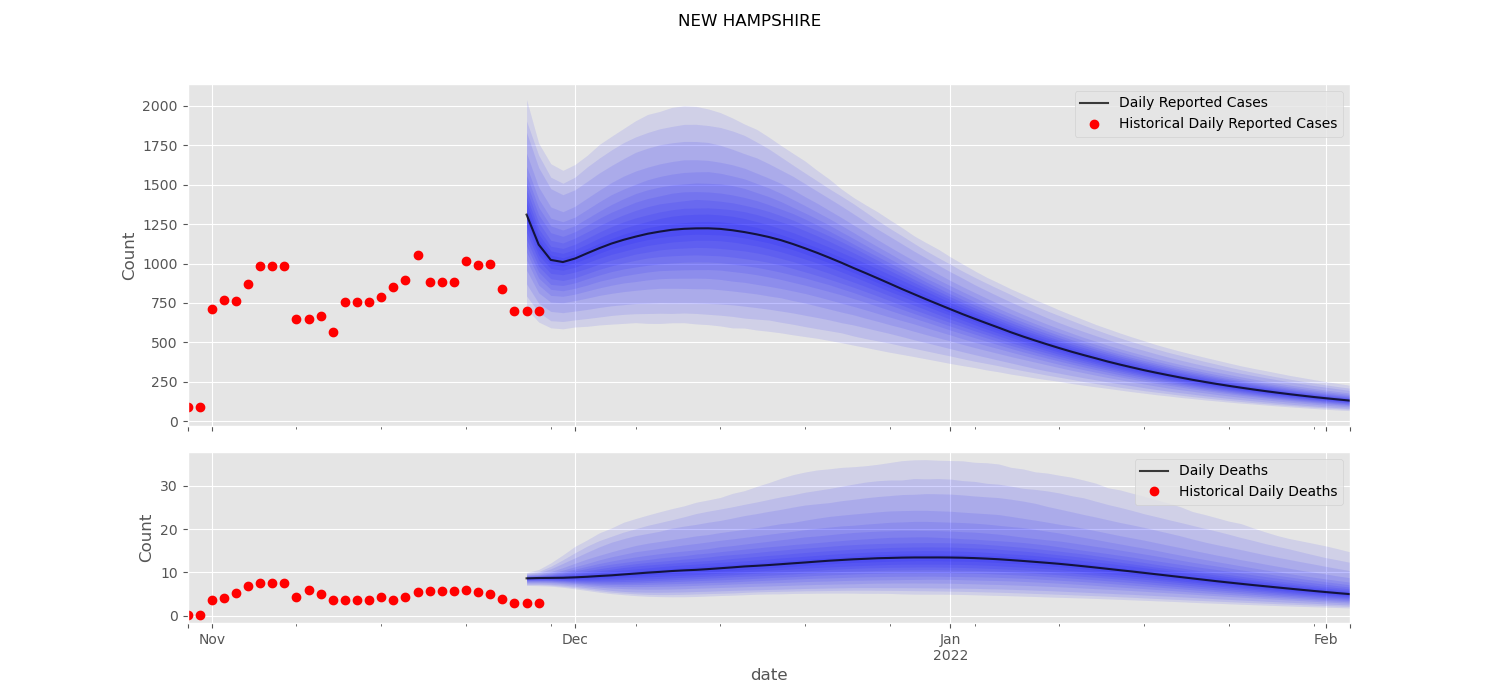 NEW HAMPSHIRE
Count
2000
1750
1500
1250
1000
750
500
250
0
Daily Reported Cases
Historical Daily Reported Cases
Count
30
20
10
0
Daily Deaths
Historical Daily Deaths
Nov
Dec
Jan
2022
Feb
date